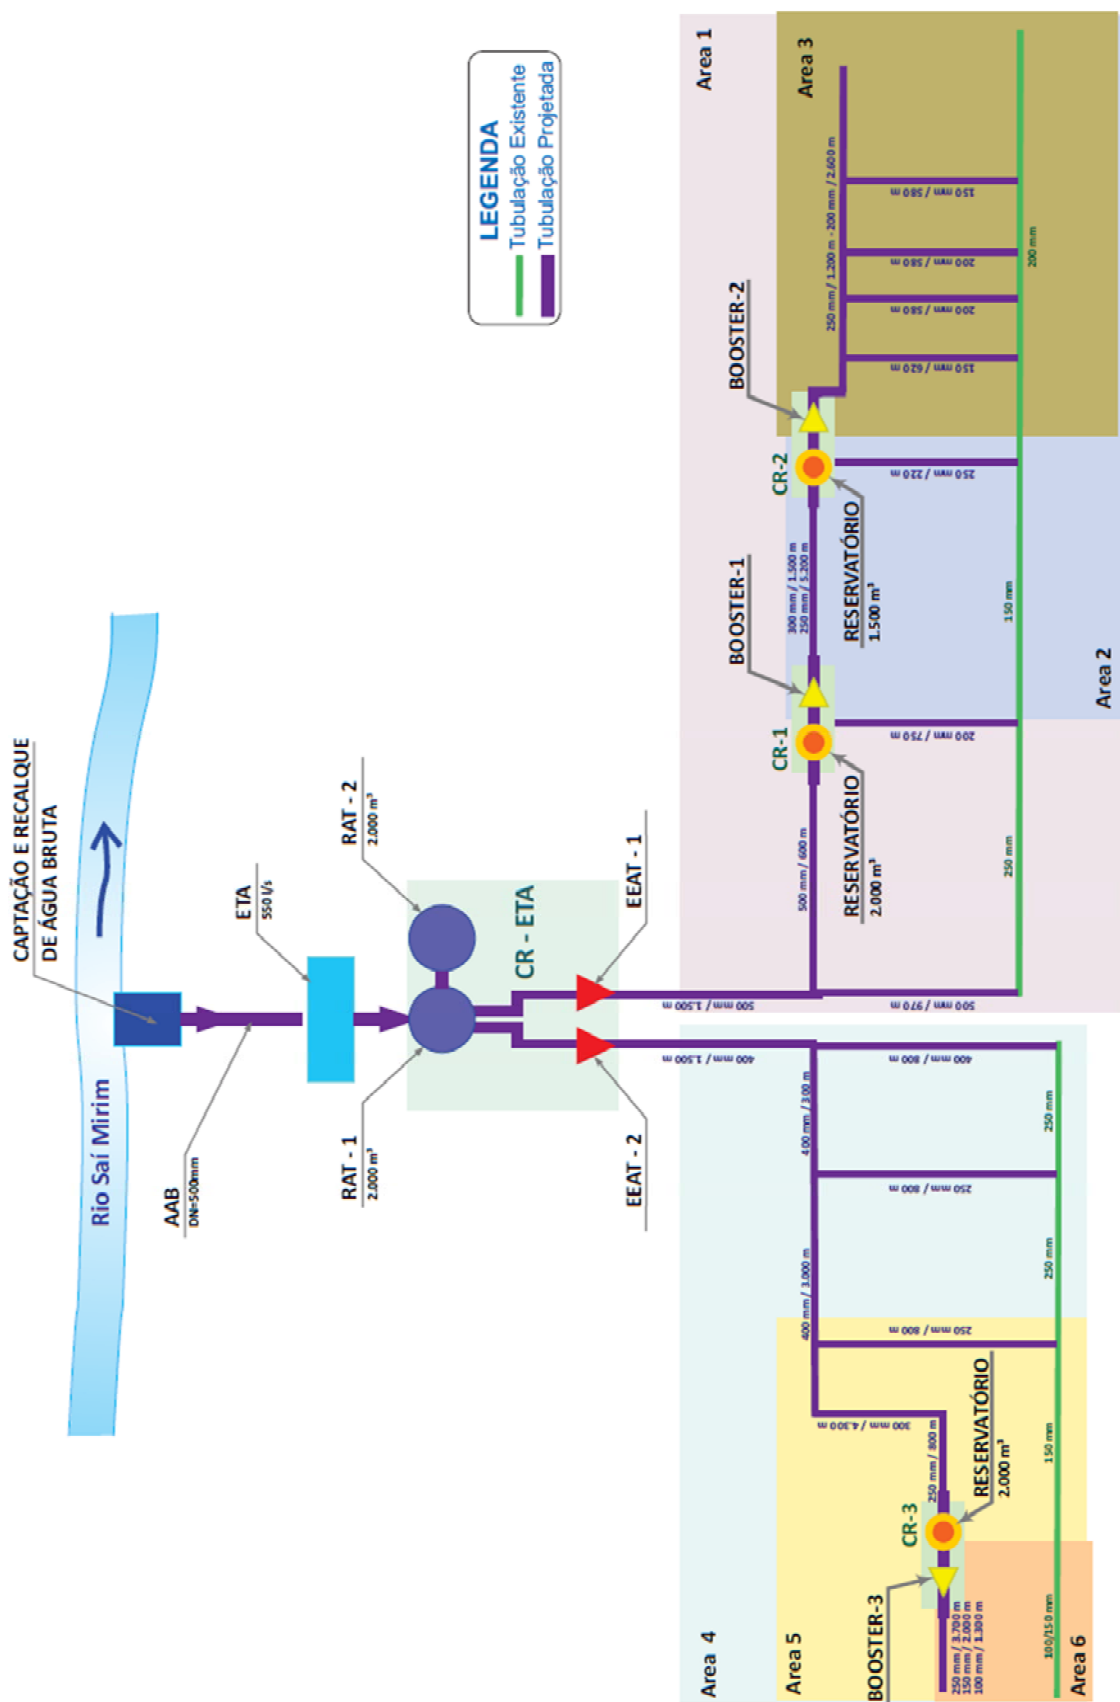 CAPTAÇÃO E RECALQUE
DE ÁGUA BRUTA
Rio Saí Mirim
AAB
DN=500mm
ETA
550 l/s
RAT - 1
2.000 m³
RAT - 2
2.000 m³
CR - ETA
EEAT - 2
EEAT - 1
LEGENDA
Tubulação Existente
Tubulação Projetada
Area 4
Area 5
Area 6
400 mm / 1.500 m
400 mm / 300 m
400 mm / 3.000 m
400 mm / 800 m
250 mm / 800 m
250 mm / 800 m
300 mm / 4.300 m
250 mm / 800 m
CR-3
RESERVATÓRIO
2.000 m³
BOOSTER-3
250 mm / 3.700 m
150 mm / 2.000 m
100 mm / 1.300 m
100/150 mm
150 mm
250 mm
250 mm
Area 1
Area 2
Area 3
500 mm / 1.500 m
500 mm / 600 m
500 mm / 970 m
CR-1
RESERVATÓRIO
2.000 m³
BOOSTER-1
200 mm / 750 m
300 mm / 1.500 m
250 mm / 5.200 m
CR-2
RESERVATÓRIO
1.500 m³
BOOSTER-2
250 mm / 220 m
250 mm / 1.200 m - 200 mm / 2.600 m
150 mm / 620 m
200 mm / 580 m
200 mm / 580 m
150 mm / 580 m
250 mm
150 mm
200 mm